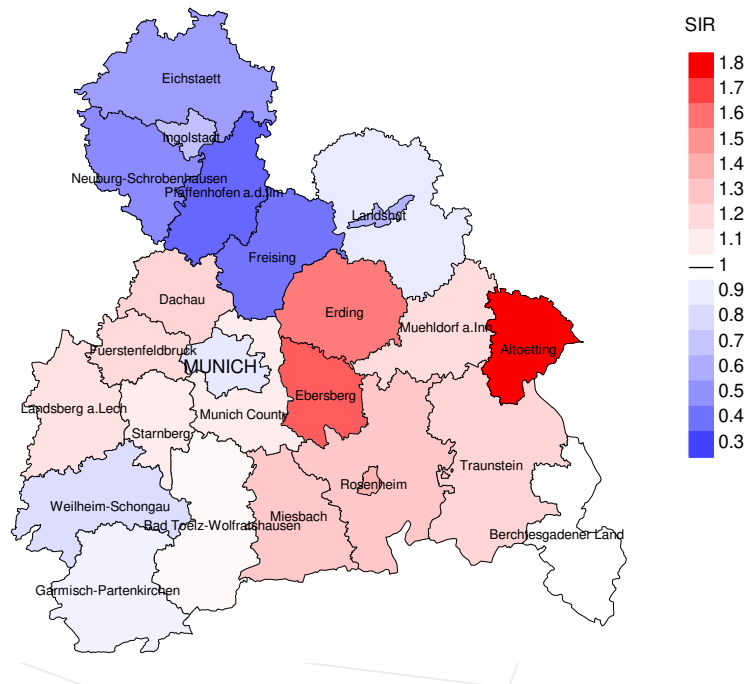 SIR
1.8
1.7
1.6
1.5
1.4
1.3
1.2
1.1
1
0.9
0.8
0.7
0.6
0.5
0.4
0.3
Eichstaett
Ingolstadt
Neuburg-Schrobenhausen
Pfaffenhofen a.d.Ilm
Landshut
Freising
Dachau
Erding
Muehldorf a.Inn
Altoetting
Fuerstenfeldbruck
MUNICH
Ebersberg
Landsberg a.Lech
Munich County
Starnberg
Traunstein
Rosenheim
Weilheim-Schongau
Miesbach
Bad Toelz-Wolfratshausen
Berchtesgadener Land
Garmisch-Partenkirchen